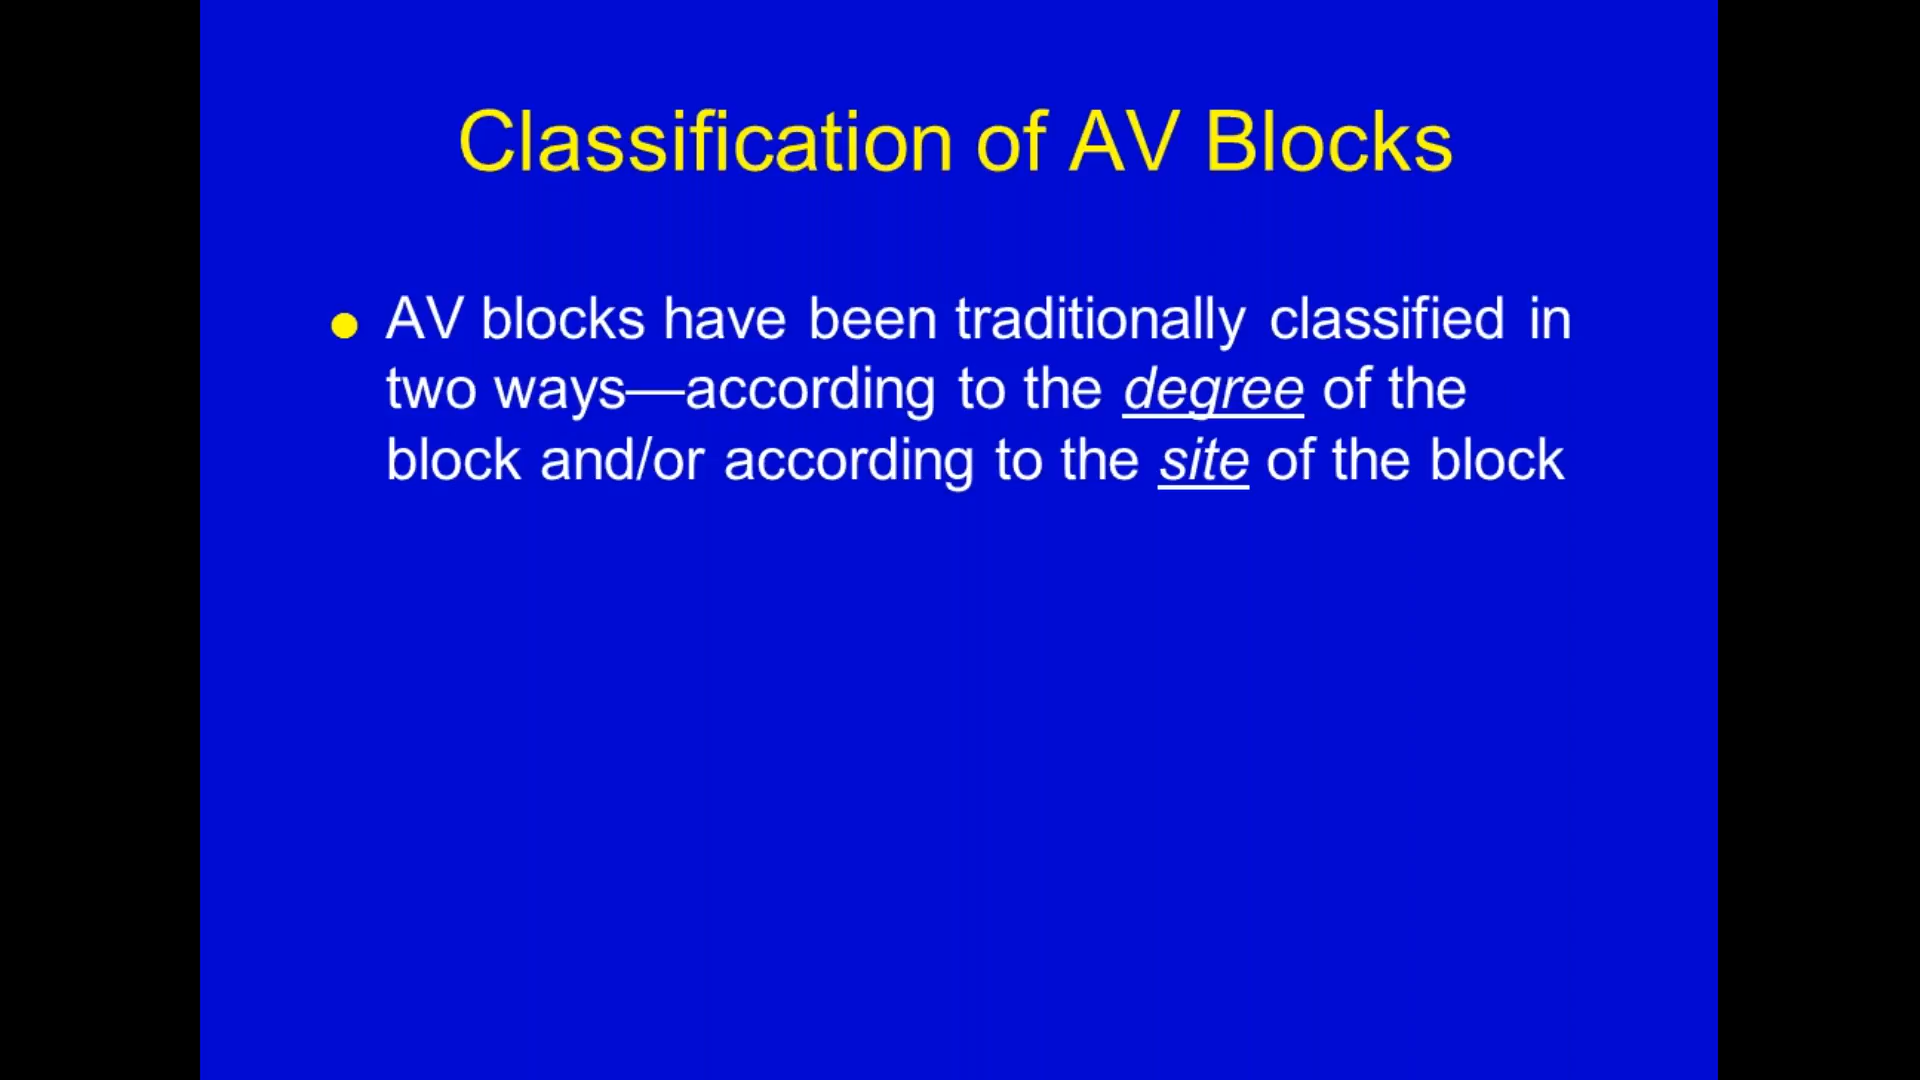 Classification of AV Blocks
AV blocks have been traditionally classified in
two ways—according to the degree of the
block and/or according to the site of the block